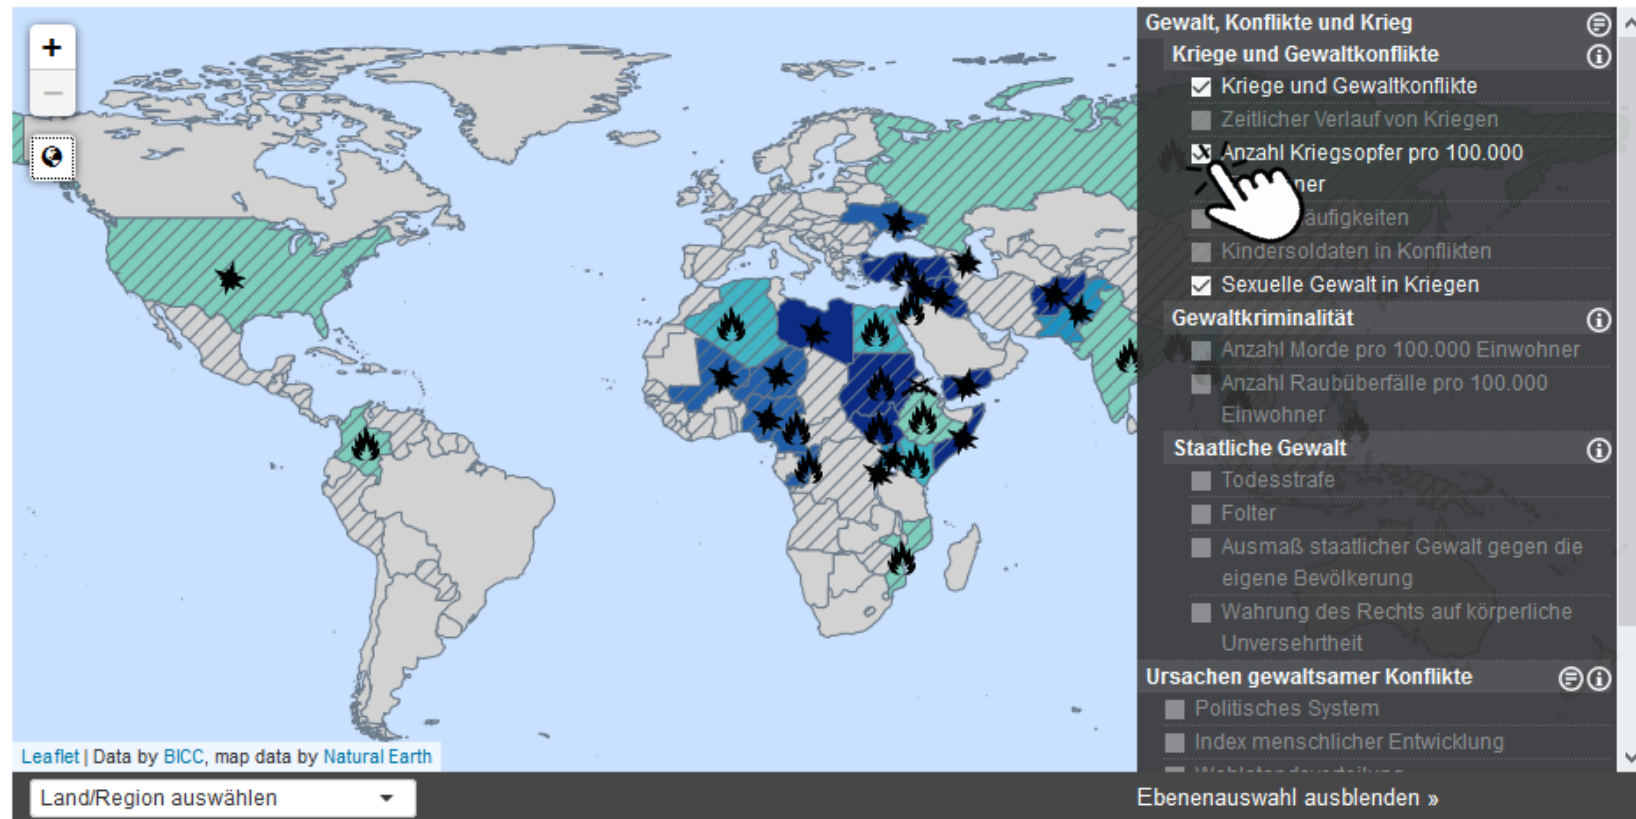 +
−
Gewalt, Konflikte und Krieg
Kriege und Gewaltkonflikte
Kriege und Gewaltkonflikte
Zeitlicher Verlauf von Kriegen
Anzahl Kriegsopfer pro 100.000
ner
äufigkeiten
Kindersoldaten in Konflikten
Sexuelle Gewalt in Kriegen
Gewaltkriminalität
Anzahl Morde pro 100.000 Einwohner
Anzahl Raubüberfälle pro 100.000
Einwohner
Staatliche Gewalt
Todesstrafe
Folter
Ausmaß staatlicher Gewalt gegen die
eigene Bevölkerung
Wahrung des Rechts auf körperliche
Unversehrtheit
Ursachen gewaltsamer Konflikte
Politisches System
Index menschlicher Entwicklung
Leaflet | Data by BICC, map data by Natural Earth
Land/Region auswählen
Ebenenauswahl ausblenden »